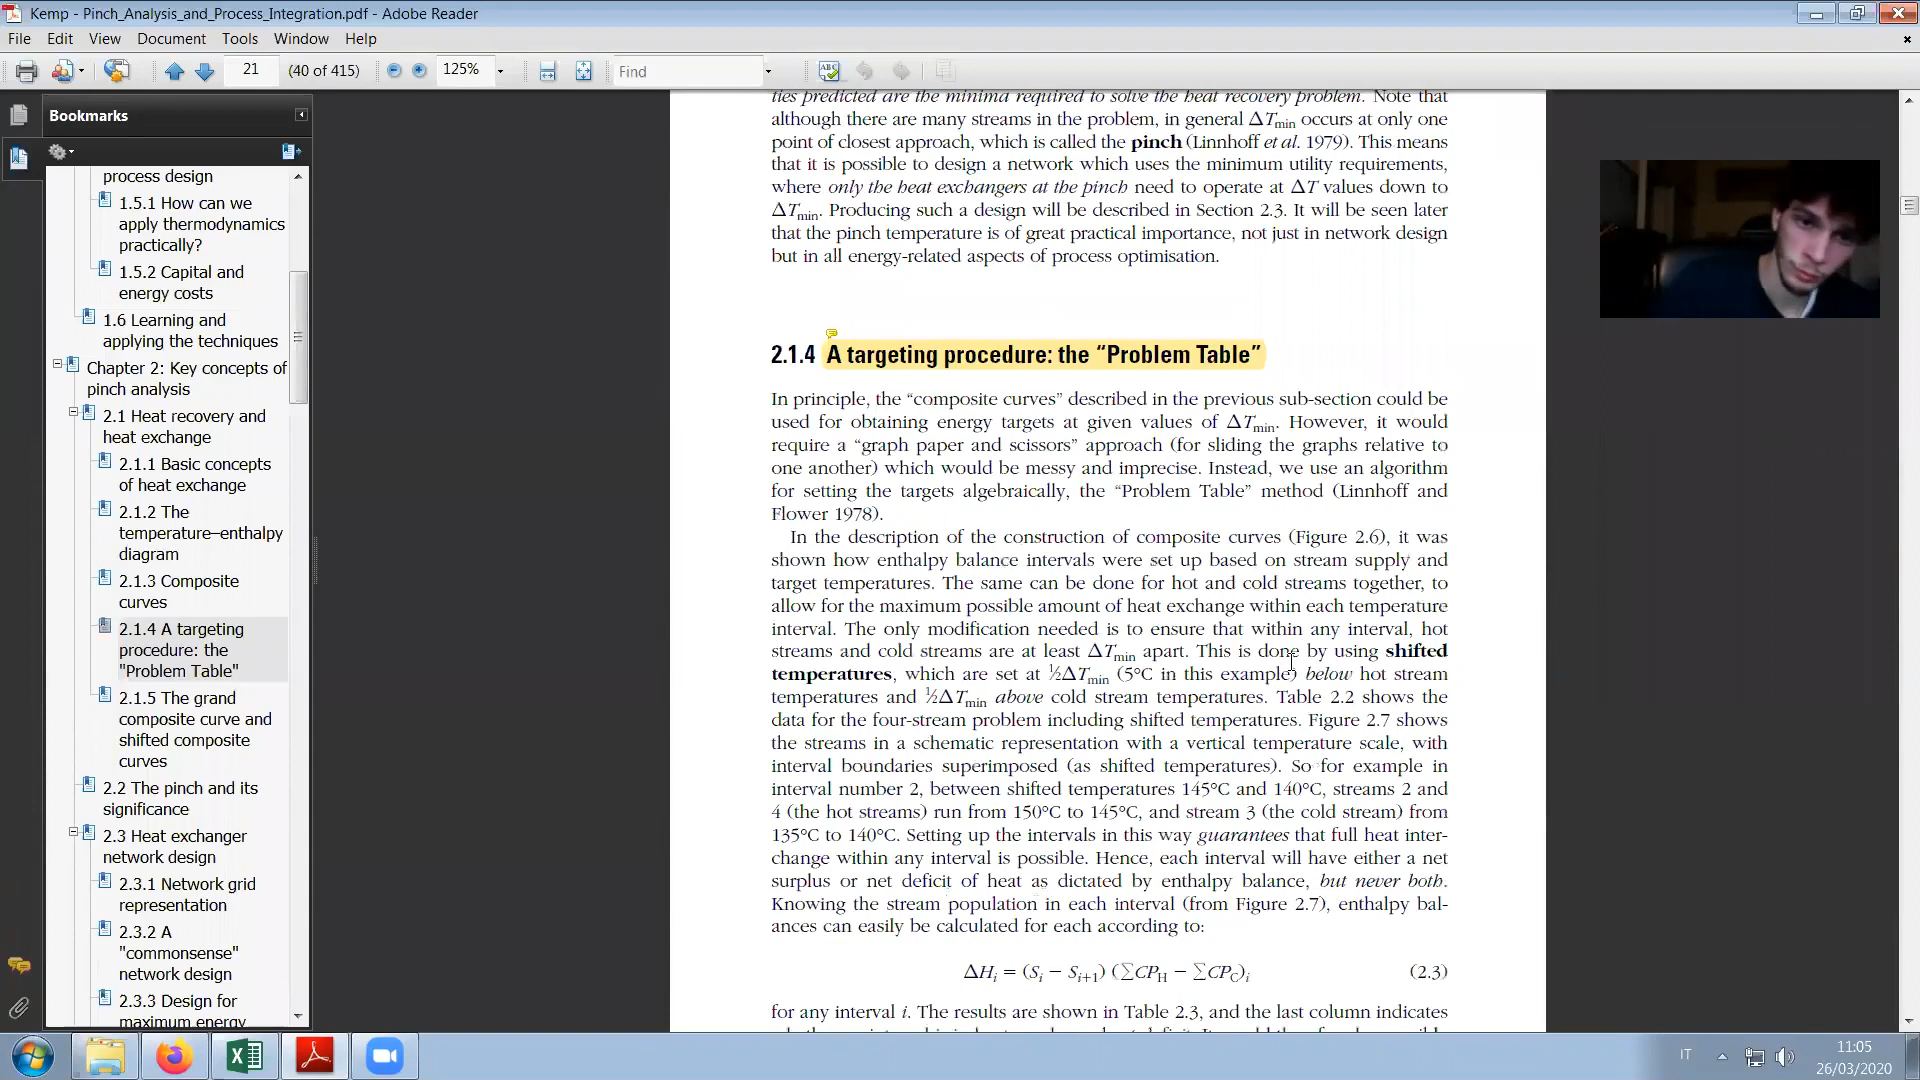 Kemp - Pinch_Analysis_and_Process_Integration.pdf - Adobe Reader
File Edit View Document Tools Window Help
21 (40 of 415) 125% Find
Bookmarks
process design
1.5.1 How can we
apply thermodynamics
practically?
1.5.2 Capital and
energy costs
1.6 Learning and
applying the techniques
Chapter 2: Key concepts of
pinch analysis
2.1 Heat recovery and
heat exchange
2.1.1 Basic concepts
of heat exchange
2.1.2 The
temperature–enthalpy
diagram
2.1.3 Composite
curves
2.1.4 A targeting
procedure: the
"Problem Table"
2.1.5 The grand
composite curve and
shifted composite
curves
2.2 The pinch and its
significance
2.3 Heat exchanger
network design
2.3.1 Network grid
representation
2.3.2 A
"commonsense"
network design
2.3.3 Design for
maximum energy
ties predicted are the minima required to solve the heat recovery problem. Note that
although there are many streams in the problem, in general ΔTmin occurs at only one
point of closest approach, which is called the pinch (Linnhoff et al. 1979). This means
that it is possible to design a network which uses the minimum utility requirements,
where only the heat exchangers at the pinch need to operate at ΔT values down to
ΔTmin. Producing such a design will be described in Section 2.3. It will be seen later
that the pinch temperature is of great practical importance, not just in network design
but in all energy-related aspects of process optimisation.
2.1.4 A targeting procedure: the “Problem Table”
In principle, the “composite curves” described in the previous sub-section could be
used for obtaining energy targets at given values of ΔTmin. However, it would
require a “graph paper and scissors” approach (for sliding the graphs relative to
one another) which would be messy and imprecise. Instead, we use an algorithm
for setting the targets algebraically, the “Problem Table” method (Linnhoff and
Flower 1978).
In the description of the construction of composite curves (Figure 2.6), it was
shown how enthalpy balance intervals were set up based on stream supply and
target temperatures. The same can be done for hot and cold streams together, to
allow for the maximum possible amount of heat exchange within each temperature
interval. The only modification needed is to ensure that within any interval, hot
streams and cold streams are at least ΔTmin apart. This is done by using shifted
temperatures, which are set at ½ΔTmin (5°C in this example) below hot stream
temperatures and ½ΔTmin above cold stream temperatures. Table 2.2 shows the
data for the four-stream problem including shifted temperatures. Figure 2.7 shows
the streams in a schematic representation with a vertical temperature scale, with
interval boundaries superimposed (as shifted temperatures). So for example in
interval number 2, between shifted temperatures 145°C and 140°C, streams 2 and
4 (the hot streams) run from 150°C to 145°C, and stream 3 (the cold stream) from
135°C to 140°C. Setting up the intervals in this way guarantees that full heat inter-
change within any interval is possible. Hence, each interval will have either a net
surplus or net deficit of heat as dictated by enthalpy balance, but never both.
Knowing the stream population in each interval (from Figure 2.7), enthalpy bal-
ances can easily be calculated for each according to:
ΔHi = (Si − Si+1) (∑CPH − ∑CPC)i (2.3)
for any interval i. The results are shown in Table 2.3, and the last column indicates
IT
11:05
26/03/2020